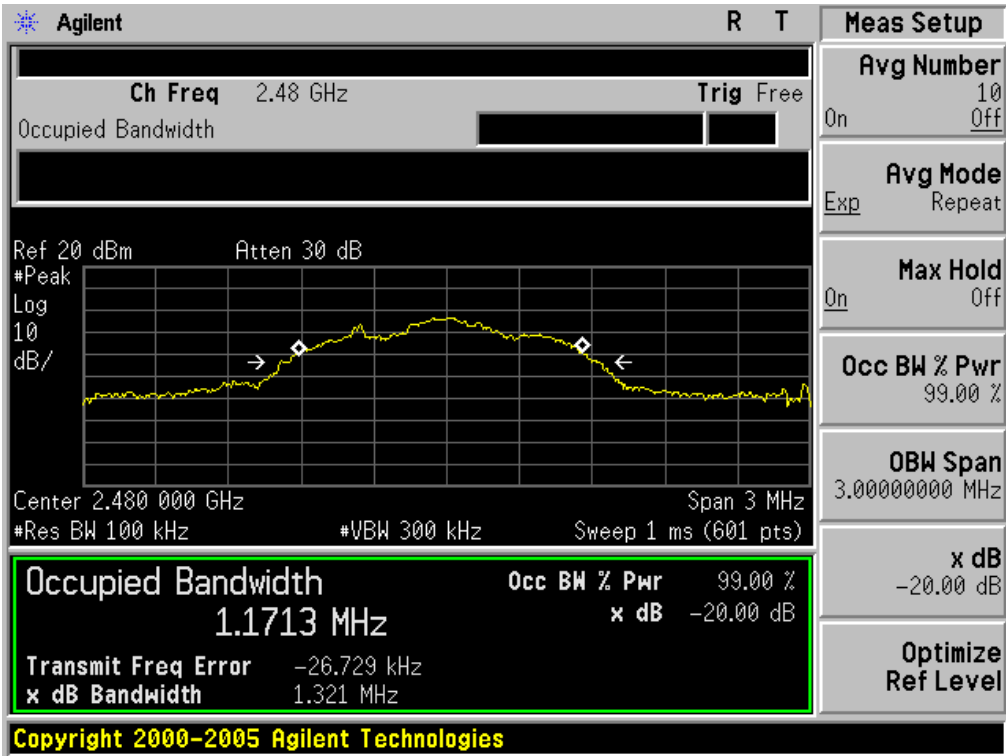 Agilent R T
Ch Freq 2.48 GHz Trig Free
Occupied Bandwidth
Ref 20 dBm Atten 30 dB
#Peak
Log
10
dB/
Center 2.480 000 GHz Span 3 MHz
#Res BW 100 kHz #VBW 300 kHz Sweep 1 ms (601 pts)
Occupied Bandwidth Occ BW % Pwr 99.00 %
1.1713 MHz x dB -20.00 dB
Transmit Freq Error -26.729 kHz
x dB Bandwidth 1.321 MHz
Copyright 2000-2005 Agilent Technologies
Meas Setup
Avg Number
10
On Off
Avg Mode
Exp Repeat
Max Hold
On Off
Occ BW % Pwr
99.00 %
OBW Span
3.00000000 MHz
x dB
-20.00 dB
Optimize
Ref Level